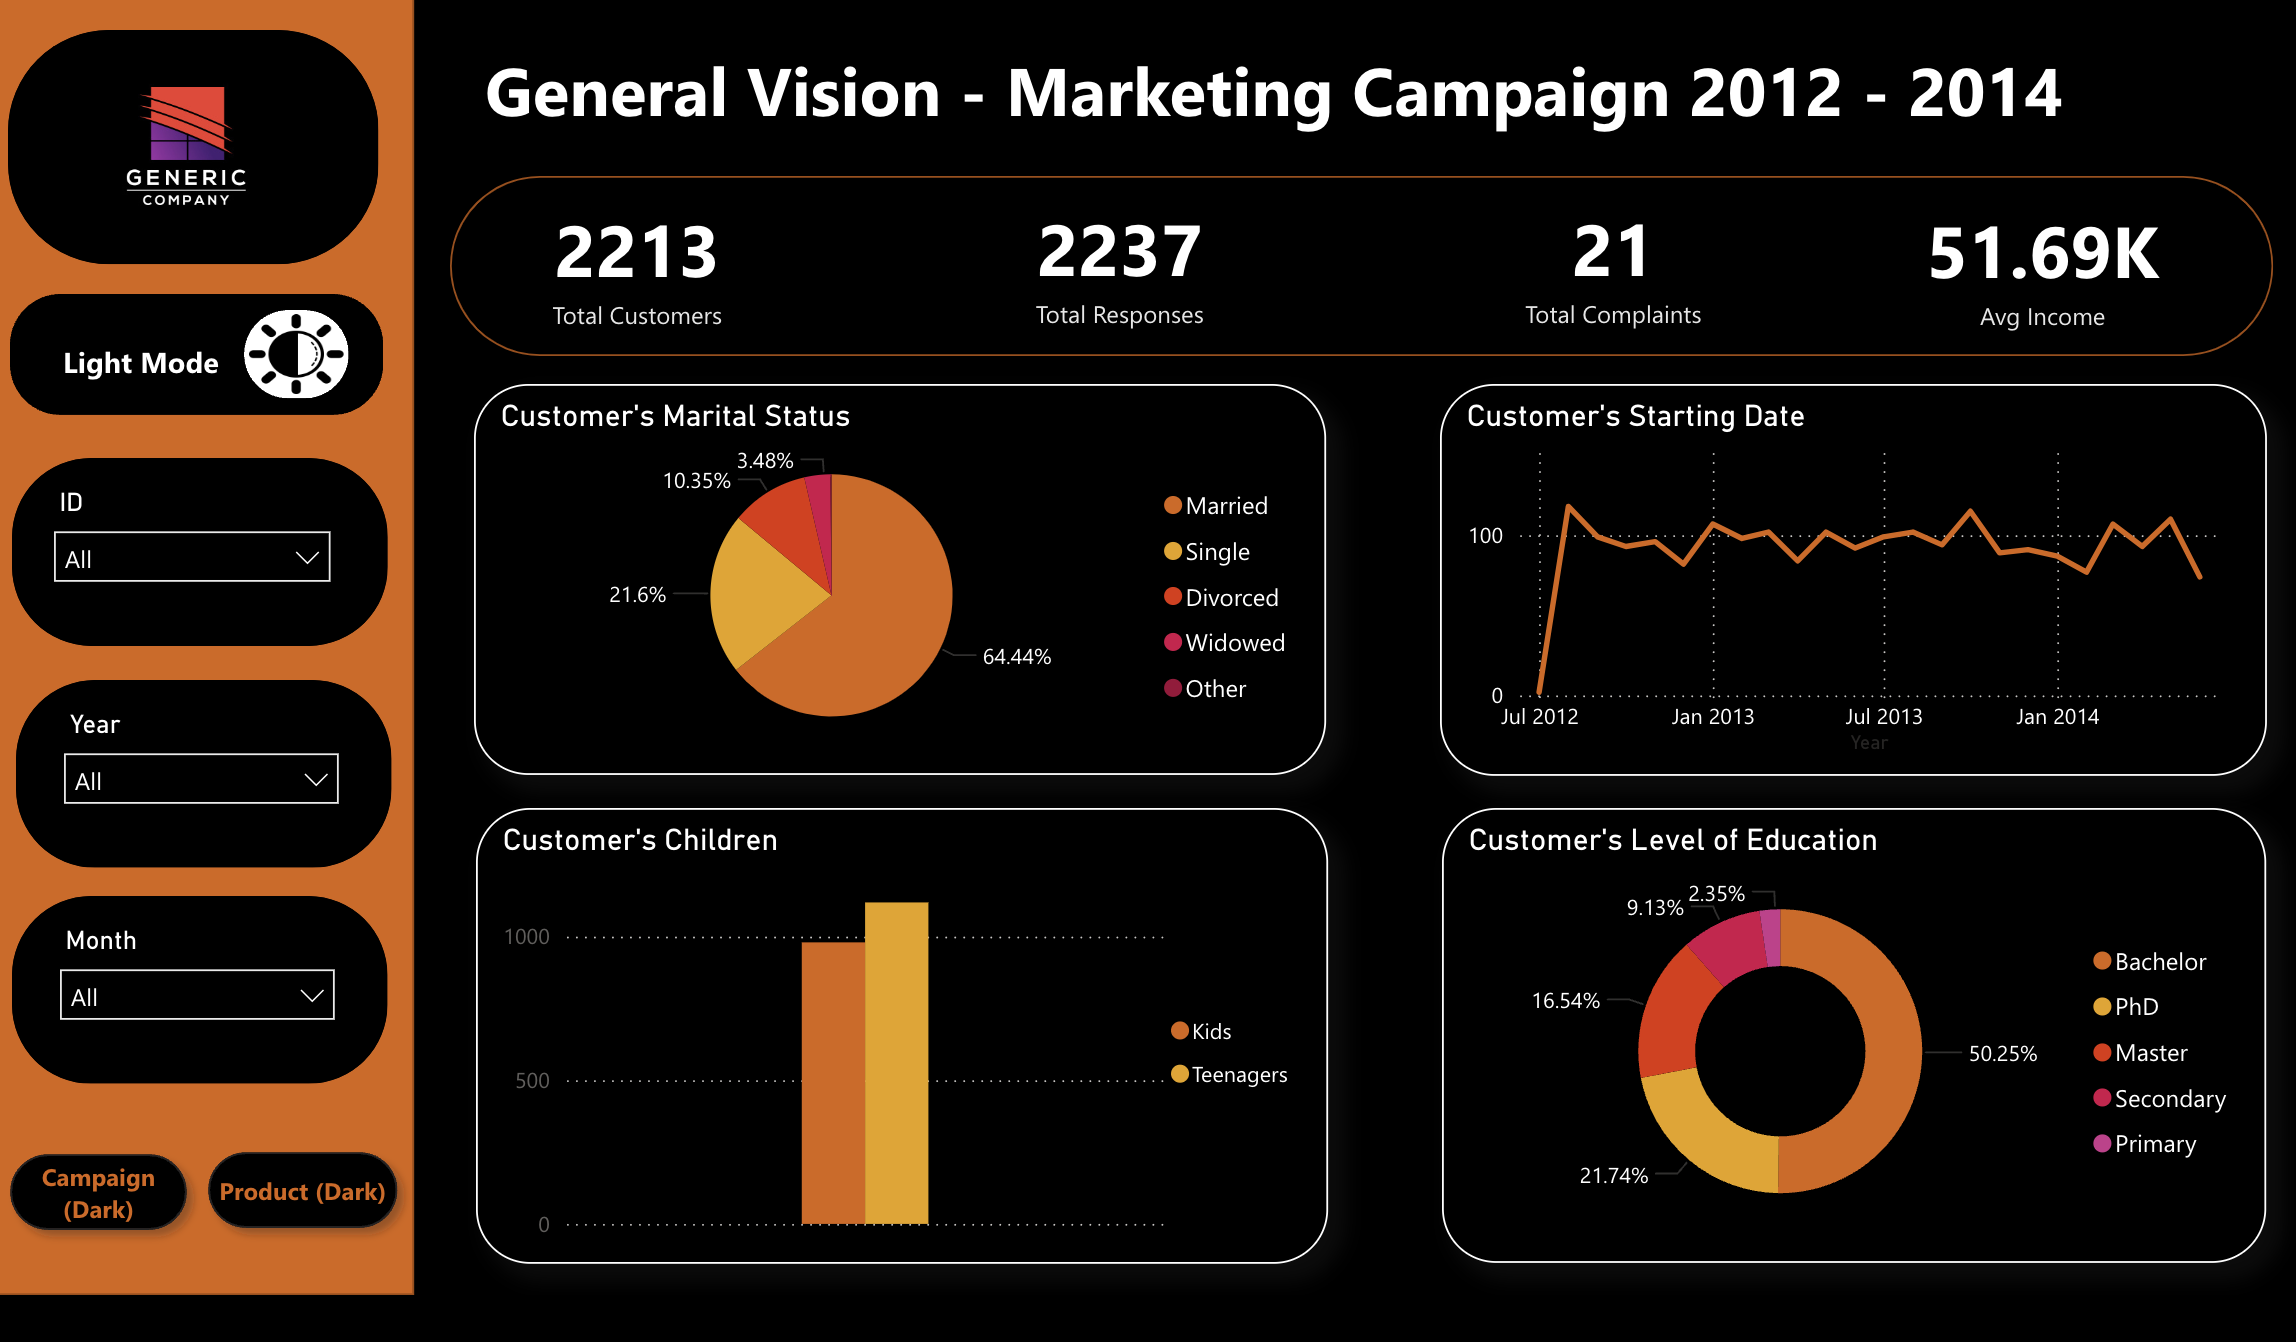 GENERIC
COMPANY
Light Mode
ID
All
Year
All
Month
All
Campaign
(Dark)
Product (Dark)
General Vision - Marketing Campaign 2012 - 2014
2213
Total Customers
2237
Total Responses
21
Total Complaints
51.69K
Avg Income
Customer's Marital Status
3.48%
10.35%
21.6%
64.44%
Married
Single
Divorced
Widowed
Other
Customer's Starting Date
100
0
Jul 2012
Jan 2013
Jul 2013
Jan 2014
Year
Customer's Children
1000
500
0
Kids
Teenagers
Customer's Level of Education
2.35%
9.13%
16.54%
50.25%
21.74%
Bachelor
PhD
Master
Secondary
Primary